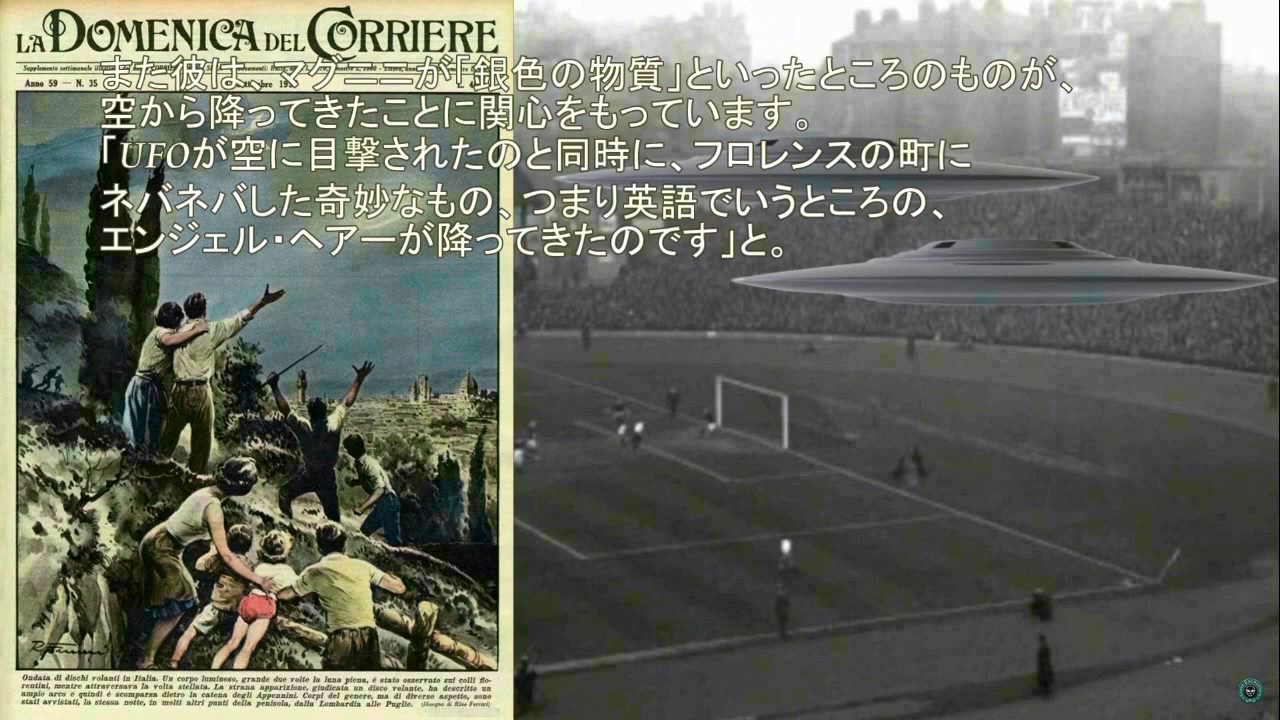 LA DOMENICA DEL CORRIERE
Supplemento settimanale
Anno 59 — N. 35
また彼は、マグニーニが「銀色の物質」といったところのものが、
空から降ってきたことに関心をもっています。
「UFOが空に目撃されたのと同時に、フロレンスの町に
ネバネバした奇妙なもの、つまり英語でいうところの、
エンジェル・ヘアーが降ってきたのです」と。
Ondata di dischi volanti in Italia. Un corpo luminoso, grande due volte la luna piena, è stato osservato sui colli fio-
rentini, mentre attraversava la volta stellata. La strana apparizione, giudicata un disco volante, ha descritto un
ampio arco e quindi è scomparsa dietro la catena degli Appennini. Corpi del genere, ma di diverso aspetto, sono
stati avvistati, la stessa notte, in molti altri punti della penisola, dalla Lombardia alle Puglie. (Disegno di Rino Ferrari)